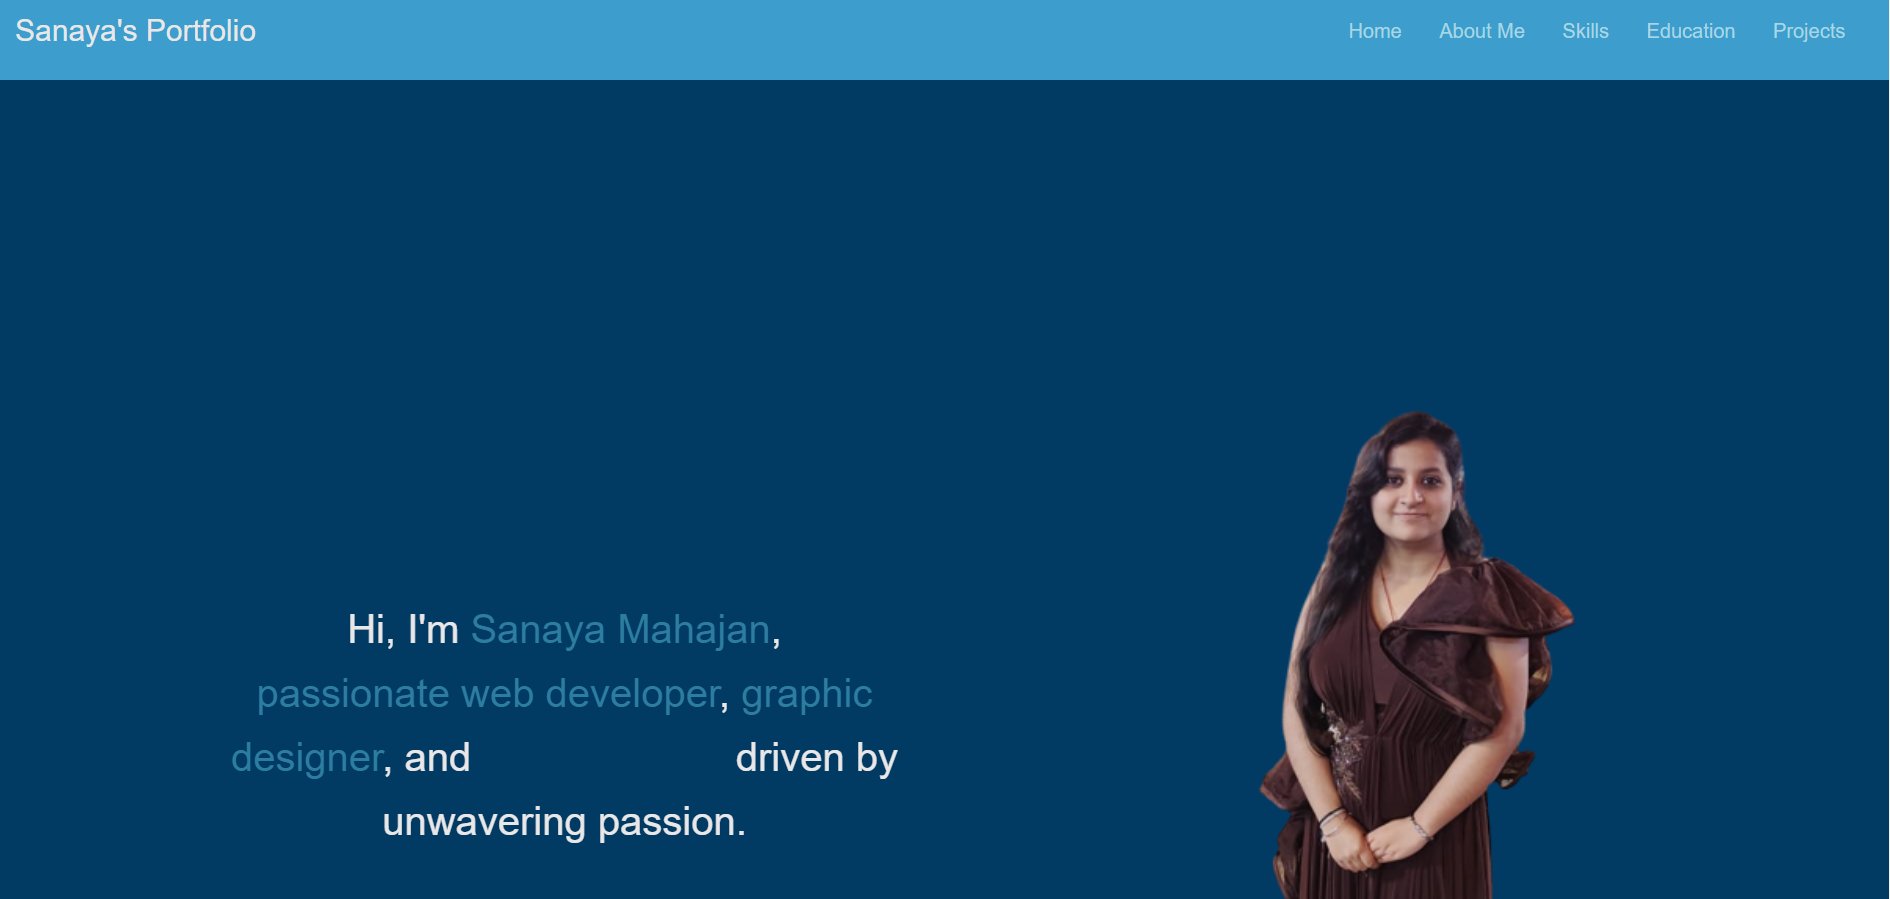 Sanaya's Portfolio
Home About Me Skills Education Projects
Hi, I'm Sanaya Mahajan,
passionate web developer, graphic
designer, and driven by
unwavering passion.